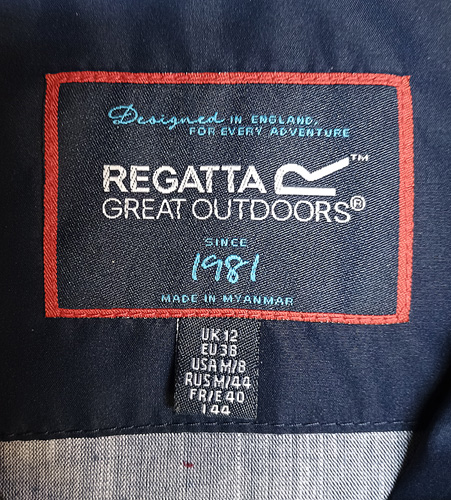 Designed IN ENGLAND,
FOR EVERY ADVENTURE
REGATTA R™
GREAT OUTDOORS®
SINCE
1981
MADE IN MYANMAR
UK 12
EU 38
USA M/8
RUS M/44
FR/E 40
I 44